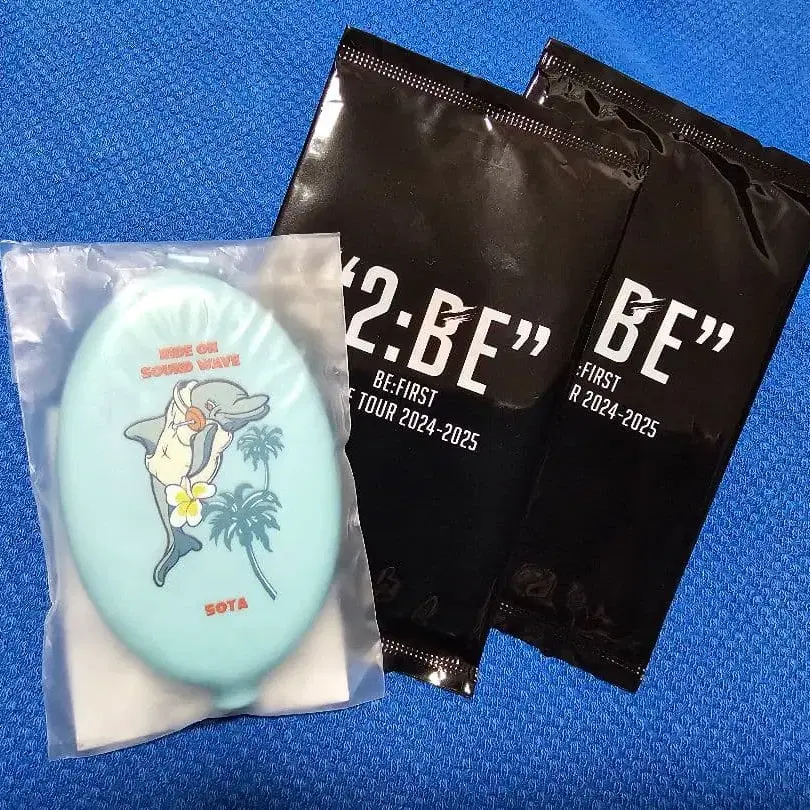 RIDE ON
SOUND WAVE
SOTA
"2:BE"
BE:FIRST
E TOUR 2024-2025
BE"
:FIRST
R 2024-2025